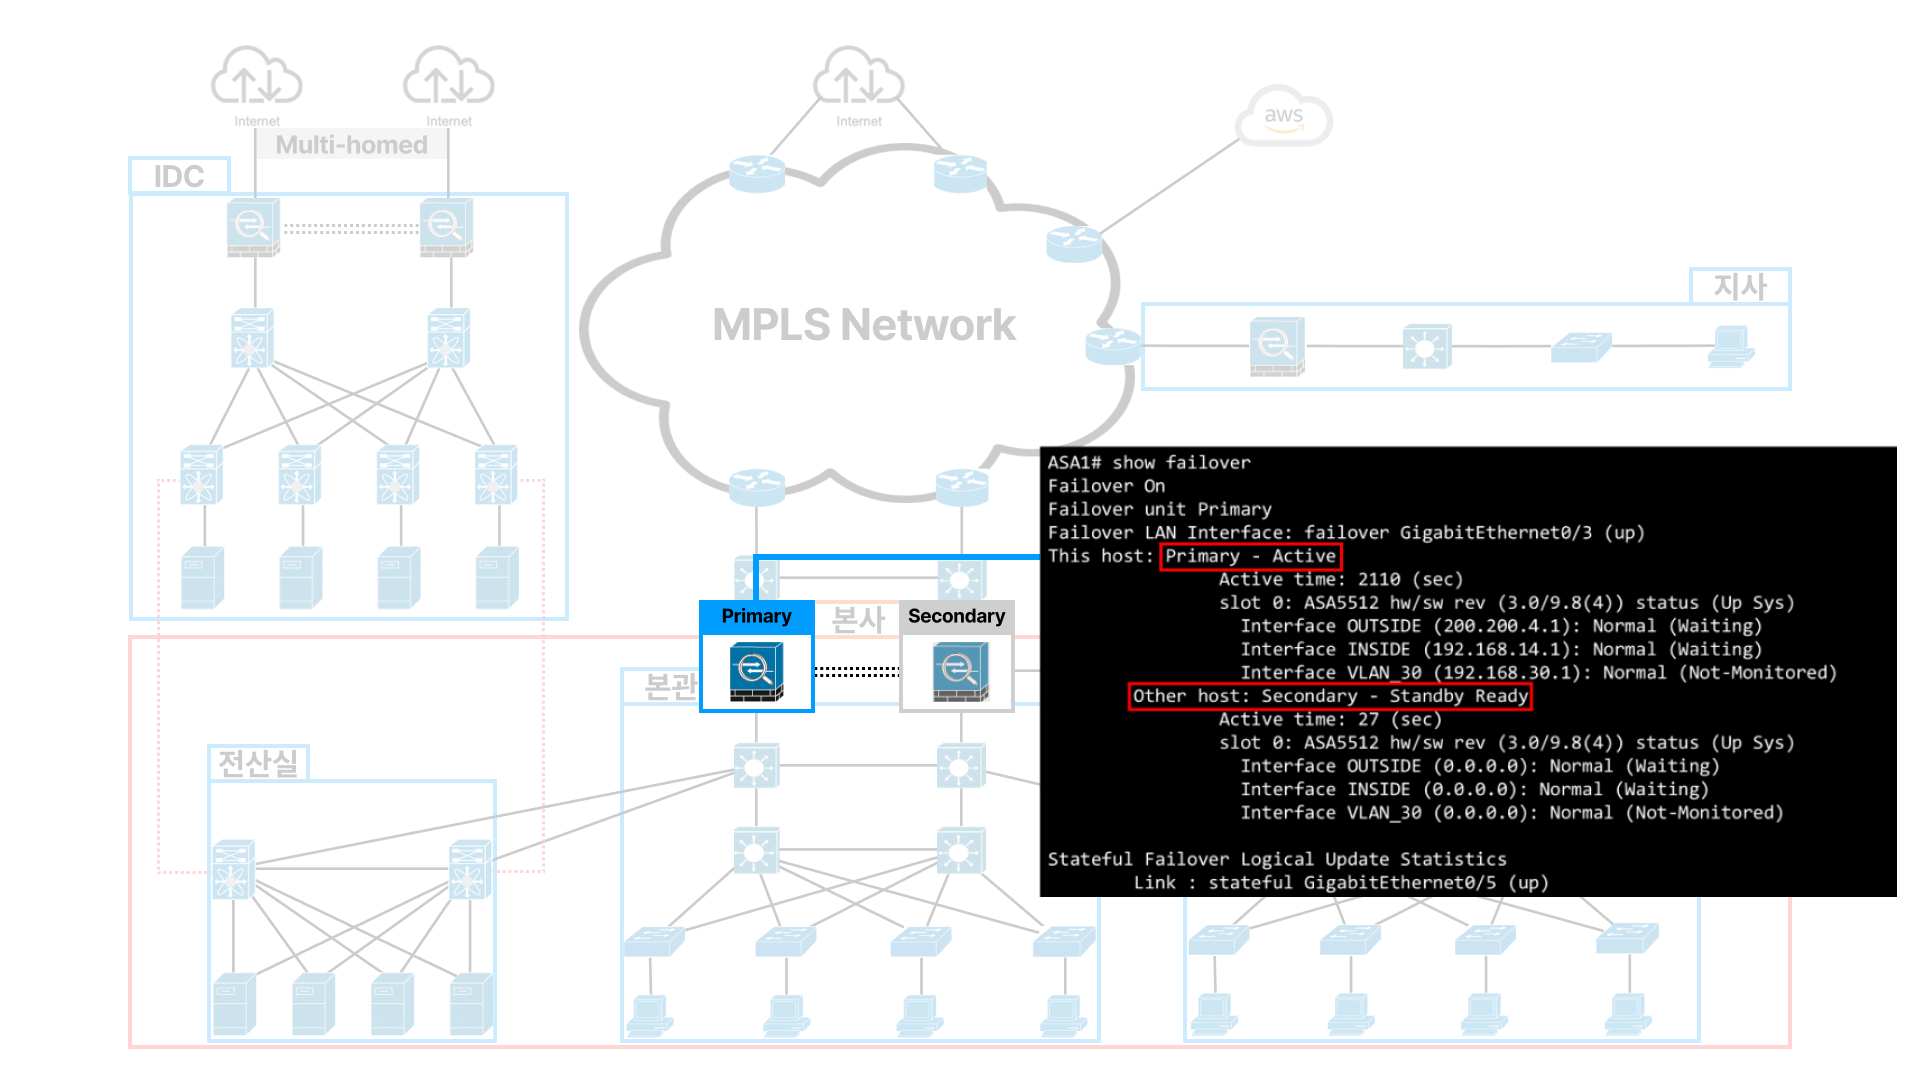 Internet
Internet
Internet
aws
Multi-homed
IDC
MPLS Network
지사
ASA1# show failover
Failover On
Failover unit Primary
Failover LAN Interface: failover GigabitEthernet0/3 (up)
This host: Primary - Active
Active time: 2110 (sec)
slot 0: ASA5512 hw/sw rev (3.0/9.8(4)) status (Up Sys)
Interface OUTSIDE (200.200.4.1): Normal (Waiting)
Interface INSIDE (192.168.14.1): Normal (Waiting)
Interface VLAN_30 (192.168.30.1): Normal (Not-Monitored)
Other host: Secondary - Standby Ready
Active time: 27 (sec)
slot 0: ASA5512 hw/sw rev (3.0/9.8(4)) status (Up Sys)
Interface OUTSIDE (0.0.0.0): Normal (Waiting)
Interface INSIDE (0.0.0.0): Normal (Waiting)
Interface VLAN_30 (0.0.0.0): Normal (Not-Monitored)
Stateful Failover Logical Update Statistics
Link : stateful GigabitEthernet0/5 (up)
Primary
본사
Secondary
본관
전산실